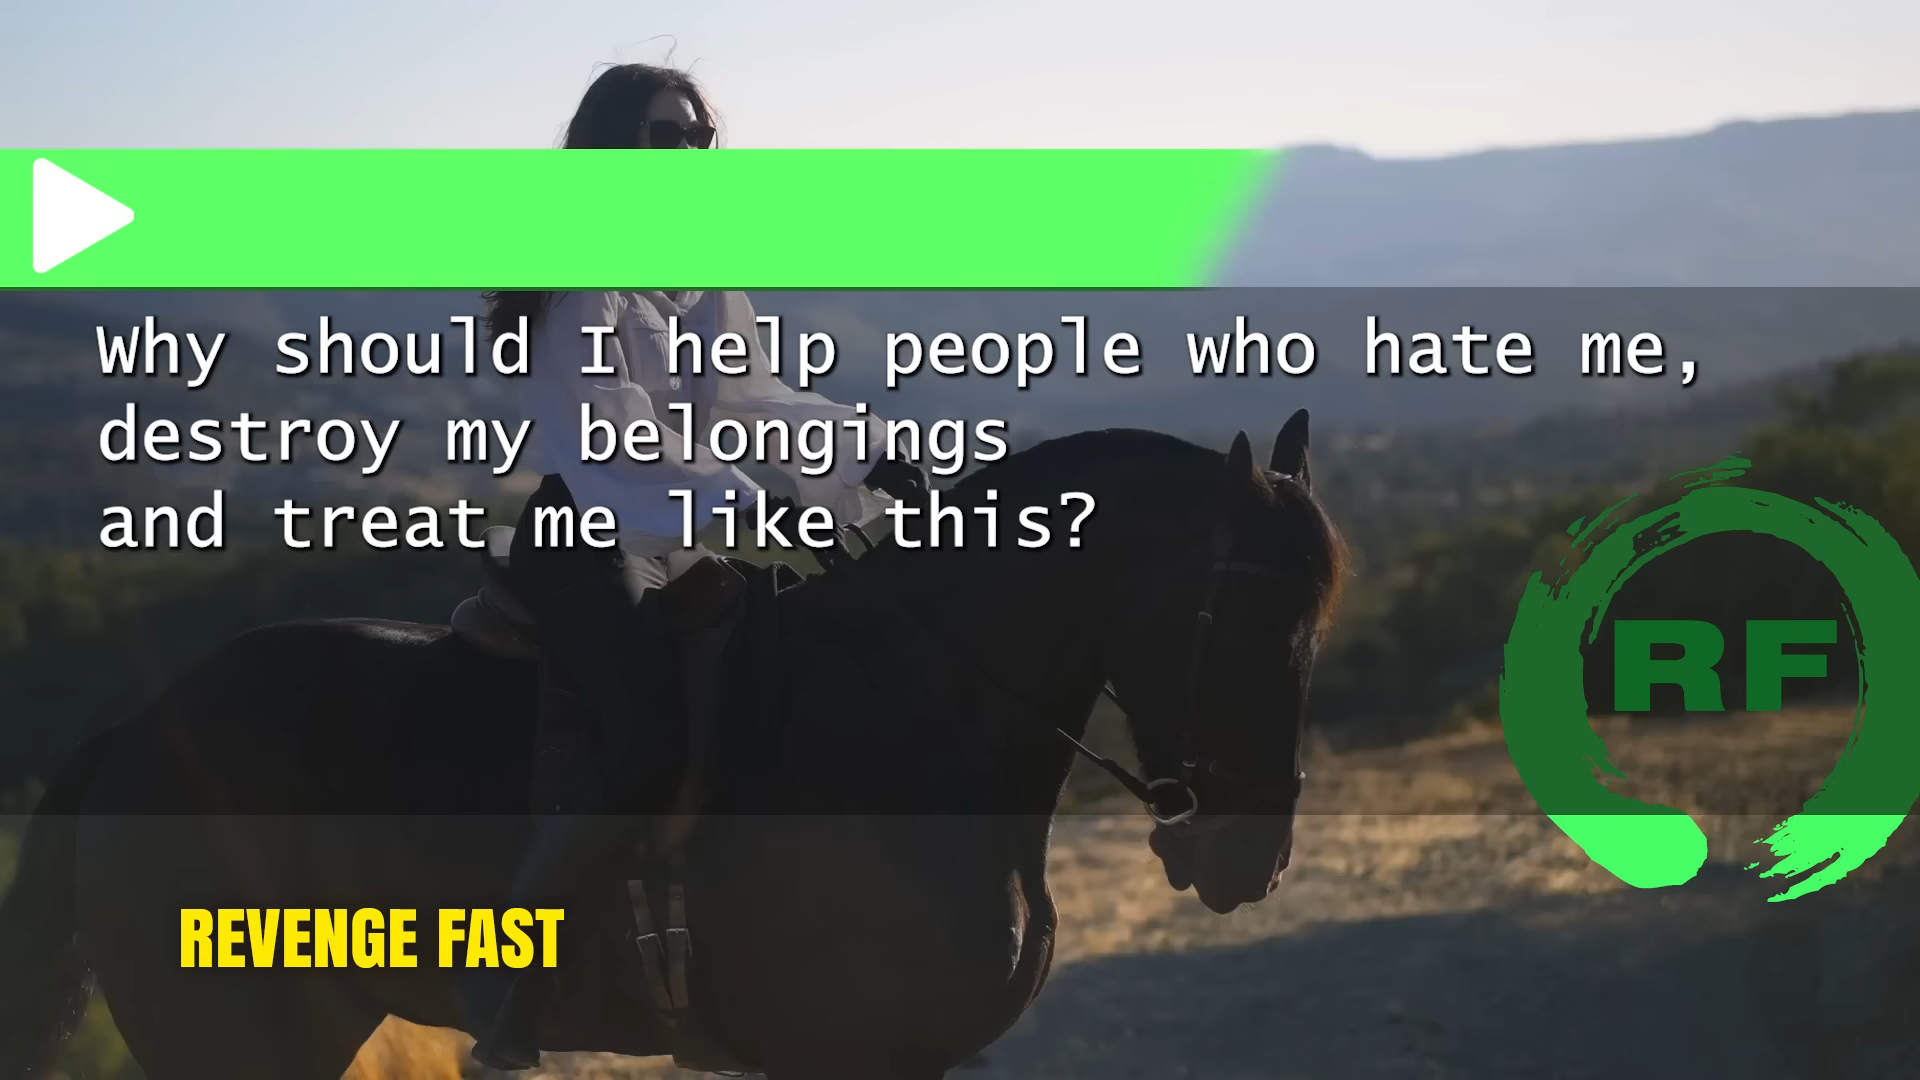 Why should I help people who hate me,
destroy my belongings
and treat me like this?
RF
REVENGE FAST